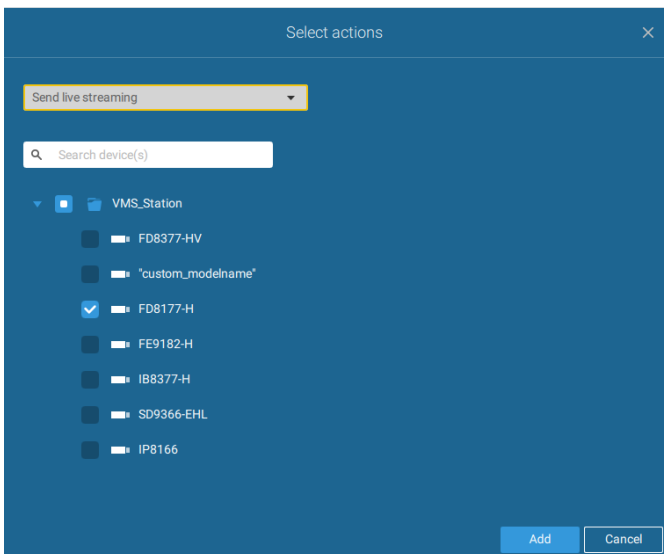 Select actions
Send live streaming
Search device(s)
VMS_Station
FD8377-HV
"custom_modelname"
FD8177-H
FE9182-H
IB8377-H
SD9366-EHL
IP8166
Add
Cancel